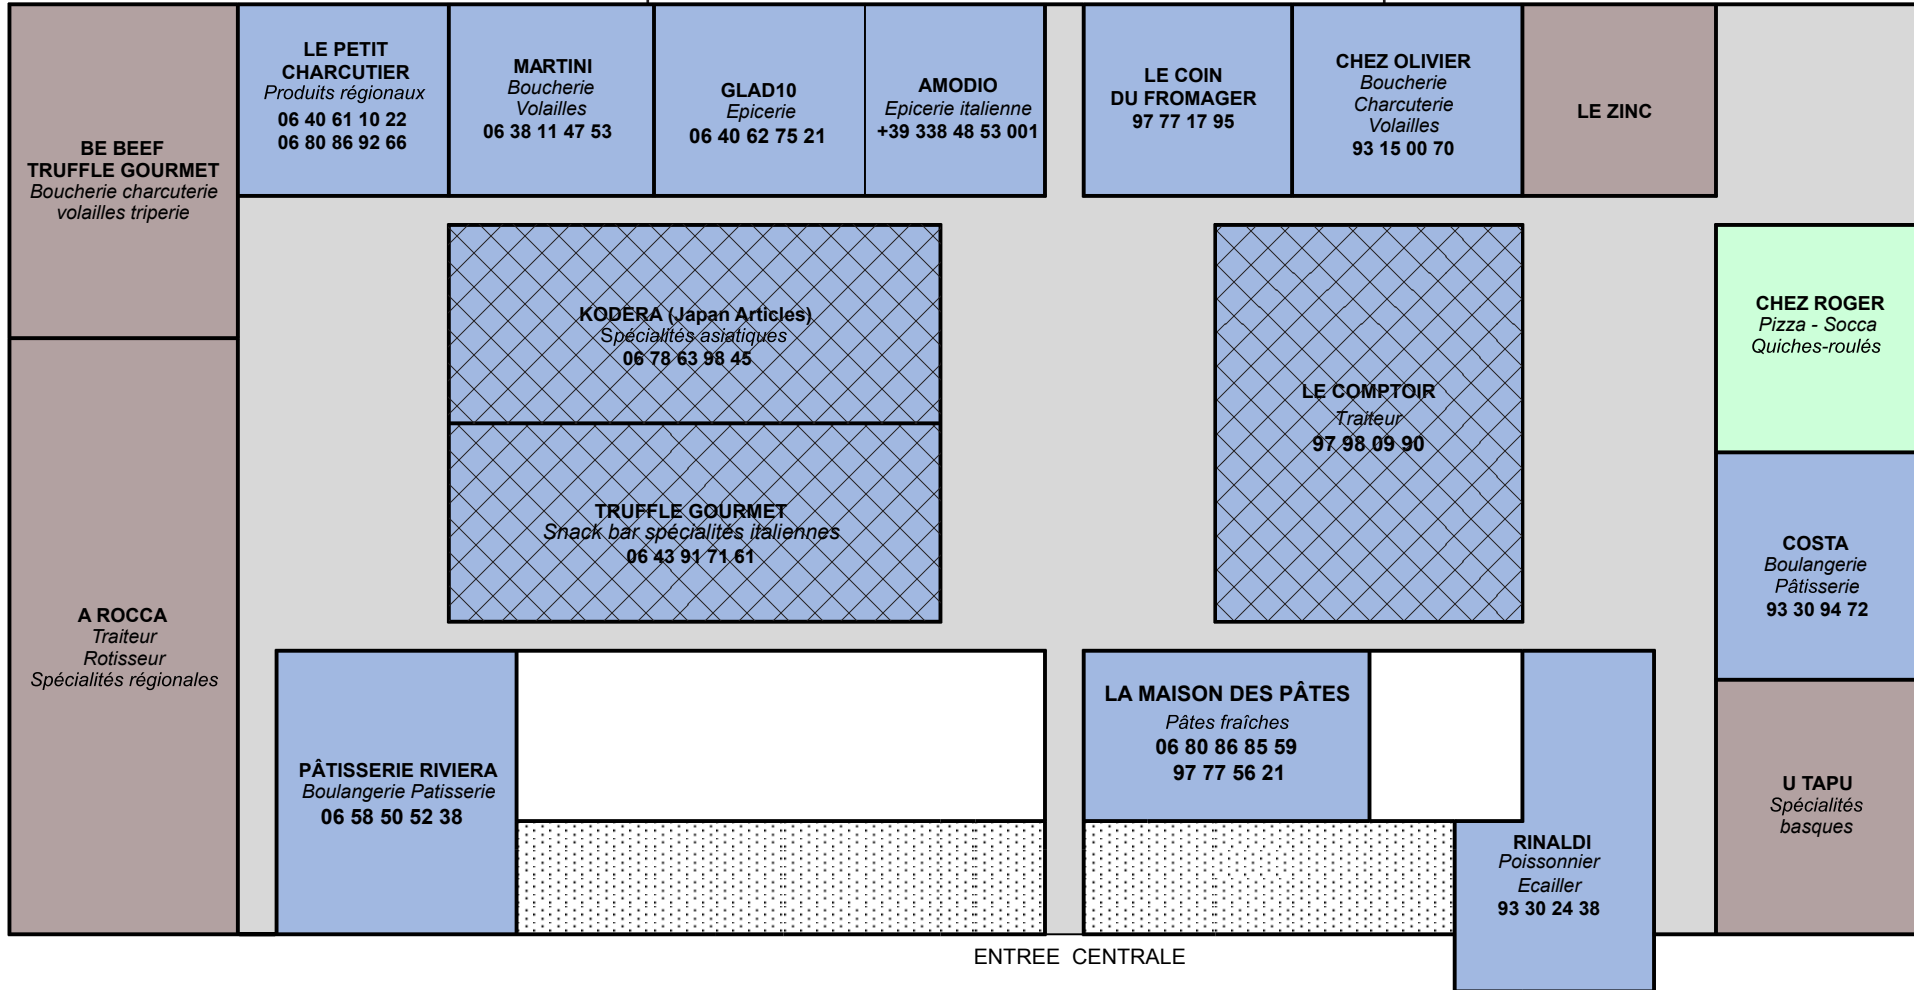 BE BEEF
TRUFFLE GOURMET
Boucherie charcuterie
volailles triperie
LE PETIT
CHARCUTIER
Produits régionaux
06 40 61 10 22
06 80 86 92 66
MARTINI
Boucherie
Volailles
06 38 11 47 53
GLAD10
Epicerie
06 40 62 75 21
AMODIO
Epicerie italienne
+39 338 48 53 001
LE COIN
DU FROMAGER
97 77 17 95
CHEZ OLIVIER
Boucherie
Charcuterie
Volailles
93 15 00 70
LE ZINC
KODERA (Japan Articles)
Spécialités asiatiques
06 78 63 98 45
TRUFFLE GOURMET
Snack bar spécialités italiennes
06 43 91 71 61
LE COMPTOIR
Traiteur
97 98 09 90
CHEZ ROGER
Pizza - Socca
Quiches-roulés
COSTA
Boulangerie
Pâtisserie
93 30 94 72
A ROCCA
Traiteur
Rotisseur
Spécialités régionales
PÂTISSERIE RIVIERA
Boulangerie Patisserie
06 58 50 52 38
LA MAISON DES PÂTES
Pâtes fraîches
06 80 86 85 59
97 77 56 21
RINALDI
Poissonnier
Ecailler
93 30 24 38
U TAPU
Spécialités
basques
ENTREE CENTRALE